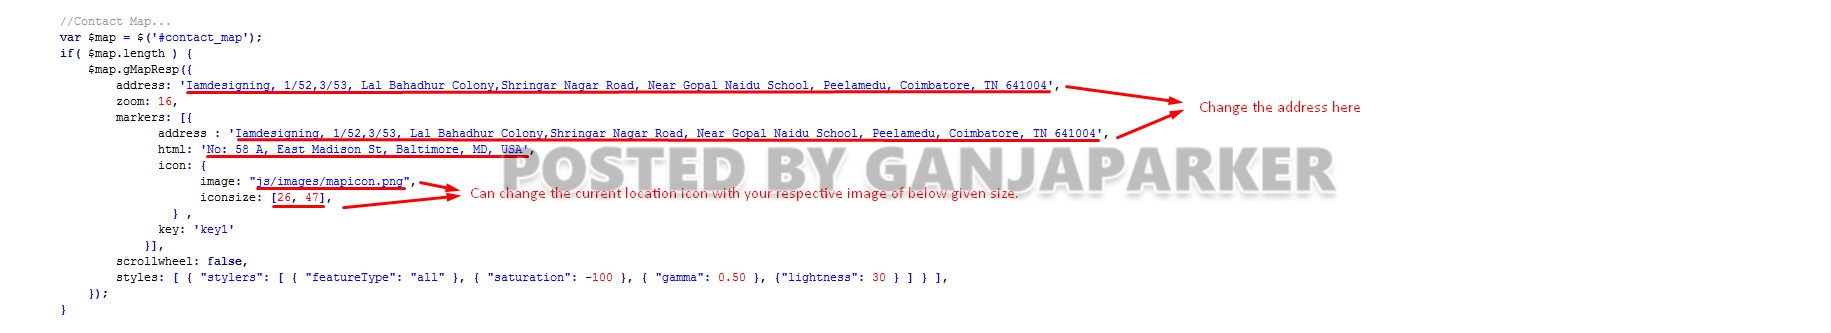 //Contact Map...
var $map = $('#contact_map');
if( $map.length ) {
$map.gMapResp({
address: 'Iamdesigning, 1/52,3/53, Lal Bahadhur Colony,Shringar Nagar Road, Near Gopal Naidu School, Peelamedu, Coimbatore, TN 641004',
zoom: 16,
Change the address here
markers: [{
address : 'Iamdesigning, 1/52,3/53, Lal Bahadhur Colony,Shringar Nagar Road, Near Gopal Naidu School, Peelamedu, Coimbatore, TN 641004',
html: 'No: 58 A, East Madison St, Baltimore, MD, USA',
POSTED BY GANJAPARKER
icon: {
image: "js/images/mapicon.png",
Can change the current location icon with your respective image of below given size.
iconsize: [26, 47],
} ,
key: 'key1'
}],
scrollwheel: false,
styles: [ { "stylers": [ { "featureType": "all" }, { "saturation": -100 }, { "gamma": 0.50 }, {"lightness": 30 } ] } ],
});
}